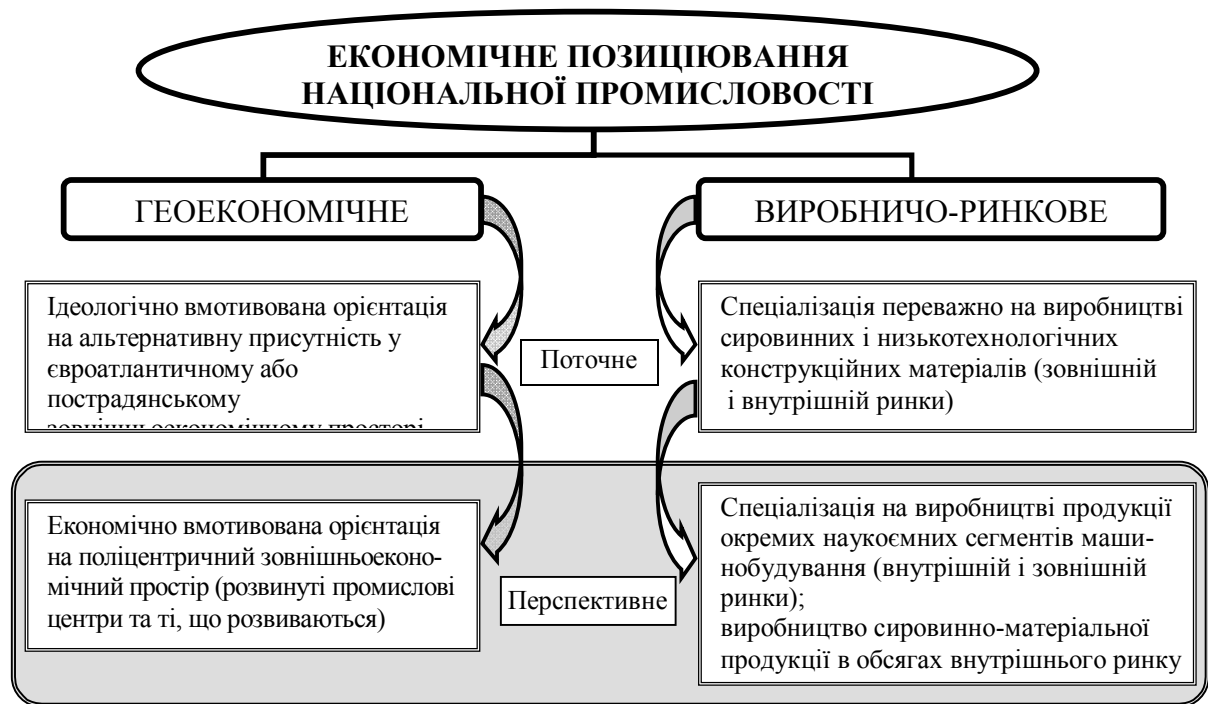 ЕКОНОМІЧНЕ ПОЗИЦІЮВАННЯ
НАЦІОНАЛЬНОЇ ПРОМИСЛОВОСТІ
ГЕОЕКОНОМІЧНЕ
ВИРОБНИЧО-РИНКОВЕ
Ідеологічно вмотивована орієнтація
на альтернативну присутність у
євроатлантичному або
пострадянському
зовнішньоекономічному просторі
Поточне
Спеціалізація переважно на виробництві
сировинних і низькотехнологічних
конструкційних матеріалів (зовнішній
і внутрішній ринки)
Економічно вмотивована орієнтація
на поліцентричний зовнішньоеконо-
мічний простір (розвинуті промислові
центри та ті, що розвиваються)
Перспективне
Спеціалізація на виробництві продукції
окремих наукоємних сегментів маши-
нобудування (внутрішній і зовнішній
ринки);
виробництво сировинно-матеріальної
продукції в обсягах внутрішнього ринку